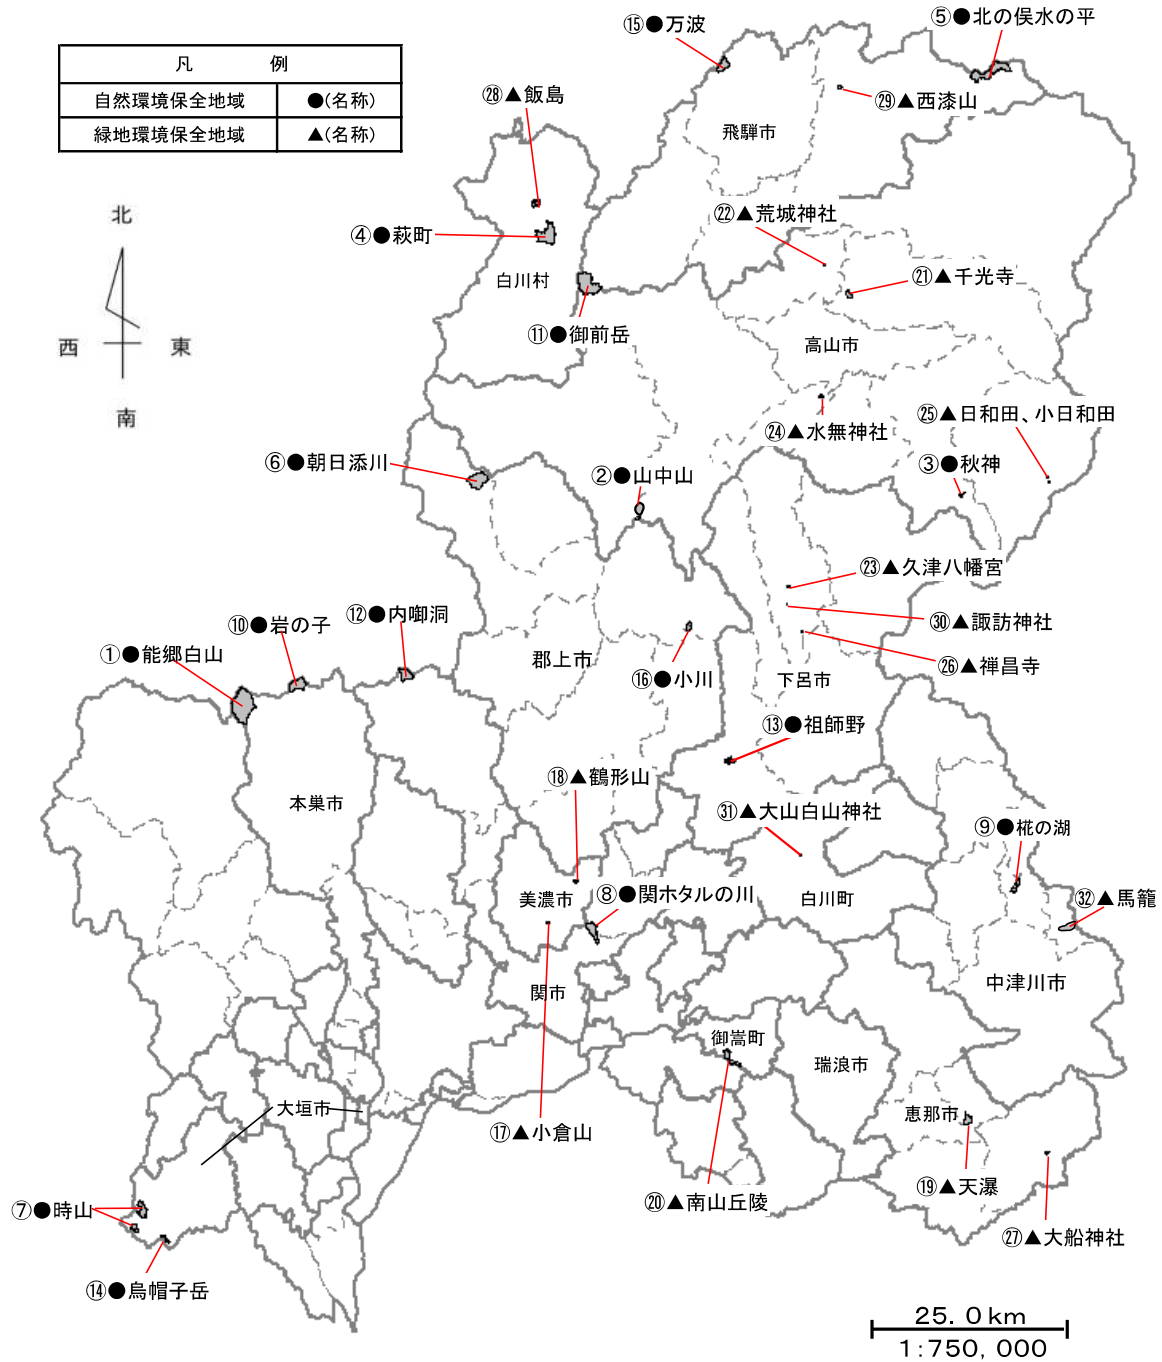 ⑮●万波
⑤●北の俣水の平
凡 例
自然環境保全地域 ●(名称)
緑地環境保全地域 ▲(名称)
㉘▲飯島
㉙▲西漆山
飛騨市
北
西 東
南
④●萩町
㉒▲荒城神社
白川村
㉑▲千光寺
⑪●御前岳
高山市
㉕▲日和田、小日和田
㉔▲水無神社
⑥●朝日添川
②●山中山
③●秋神
㉓▲久津八幡宮
⑫●内啣洞
⑩●岩の子
㉚▲諏訪神社
①●能郷白山
郡上市
㉖▲禅昌寺
⑯●小川
下呂市
⑬●祖師野
⑱▲鶴形山
本巣市
㉛▲大山白山神社
⑨●椛の湖
美濃市
⑧●関ホタルの川
白川町
㉜▲馬籠
中津川市
関市
御嵩町
瑞浪市
大垣市
恵那市
⑰▲小倉山
⑲▲天瀑
⑳▲南山丘陵
⑦●時山
㉗▲大船神社
⑭●烏帽子岳
25.0km
1:750,000